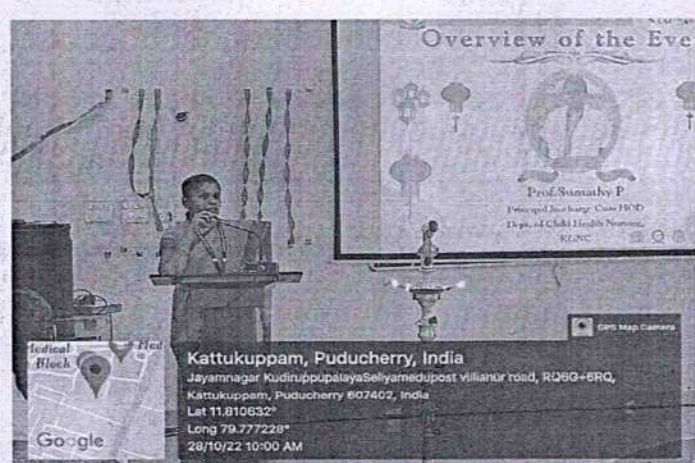 Overview of the Eve
Prof.Sumathy P
Principal Incharge Cum HOD
Dept. of Child Health Nursing,
KGNC
GPS Map Camera
Medical
Block
Med
Google
Kattukuppam, Puducherry, India
Jayamnagar KudiruppupalayaSeliyamedupost villianur road, RQ6G+6RQ,
Kattukuppam, Puducherry 607402, India
Lat 11.810632°
Long 79.777228°
28/10/22 10:00 AM